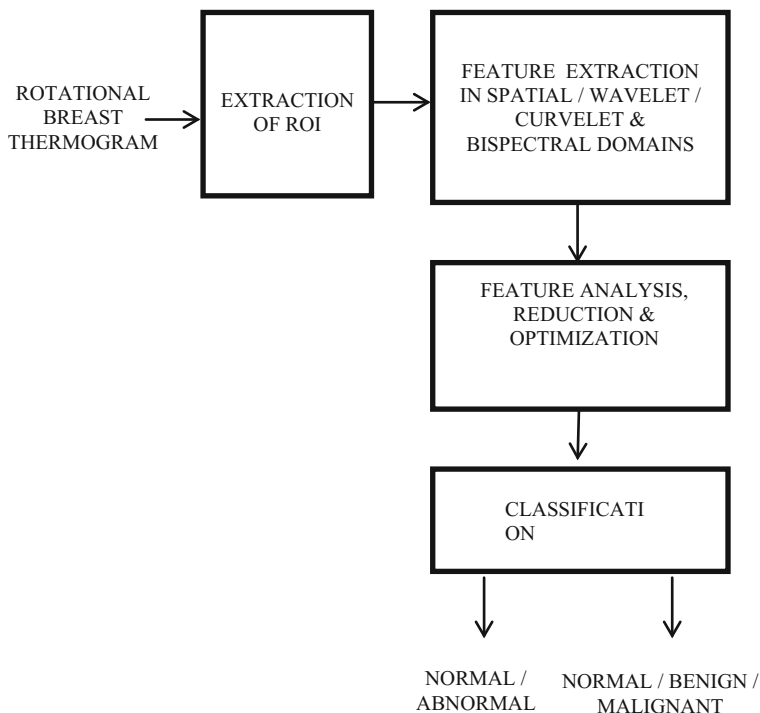 ROTATIONAL
BREAST
THERMOGRAM
EXTRACTION
OF ROI
FEATURE EXTRACTION
IN SPATIAL / WAVELET /
CURVELET &
BISPECTRAL DOMAINS
FEATURE ANALYSIS,
REDUCTION &
OPTIMIZATION
CLASSIFICATI
ON
NORMAL /
ABNORMAL
NORMAL / BENIGN /
MALIGNANT